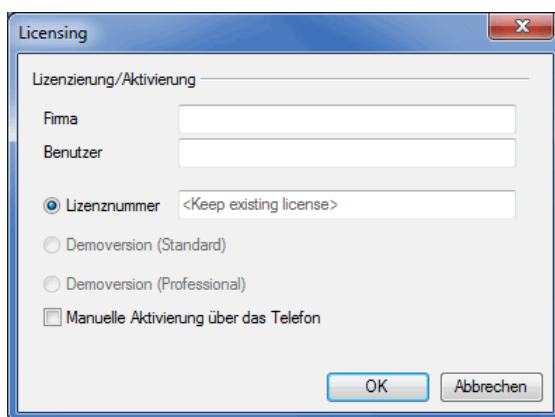 Licensing
Lizenzierung/Aktivierung
Firma
Benutzer
Lizenznummer <Keep existing license>
Demoversion (Standard)
Demoversion (Professional)
Manuelle Aktivierung über das Telefon
OK Abbrechen